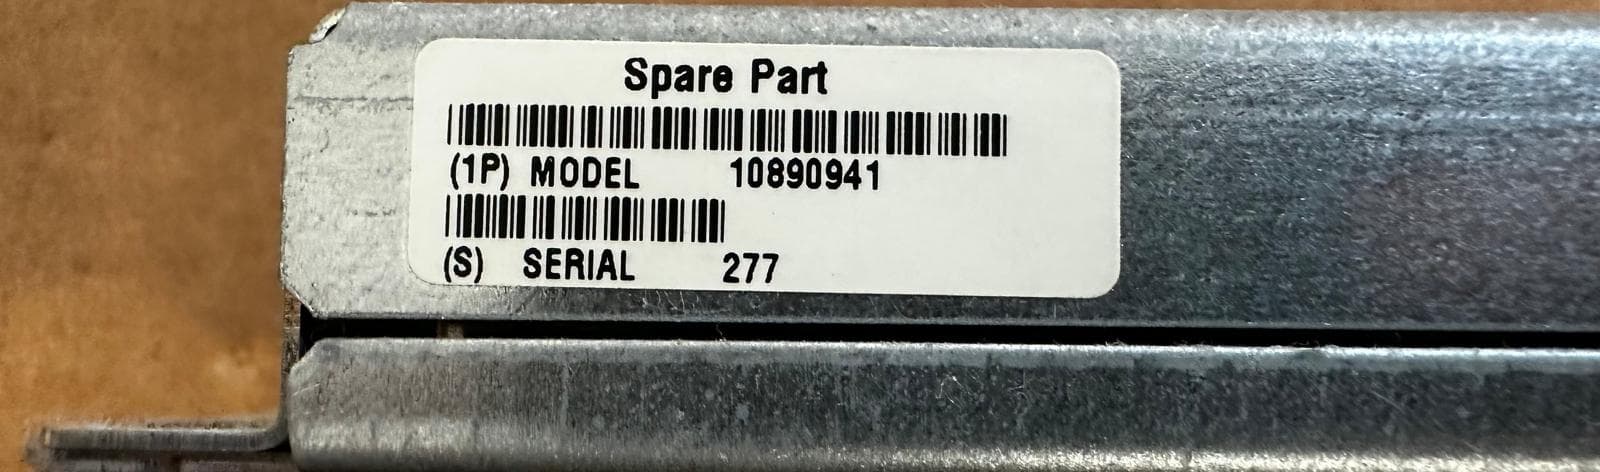 Spare Part
(1P) MODEL 10890941
(S) SERIAL 277